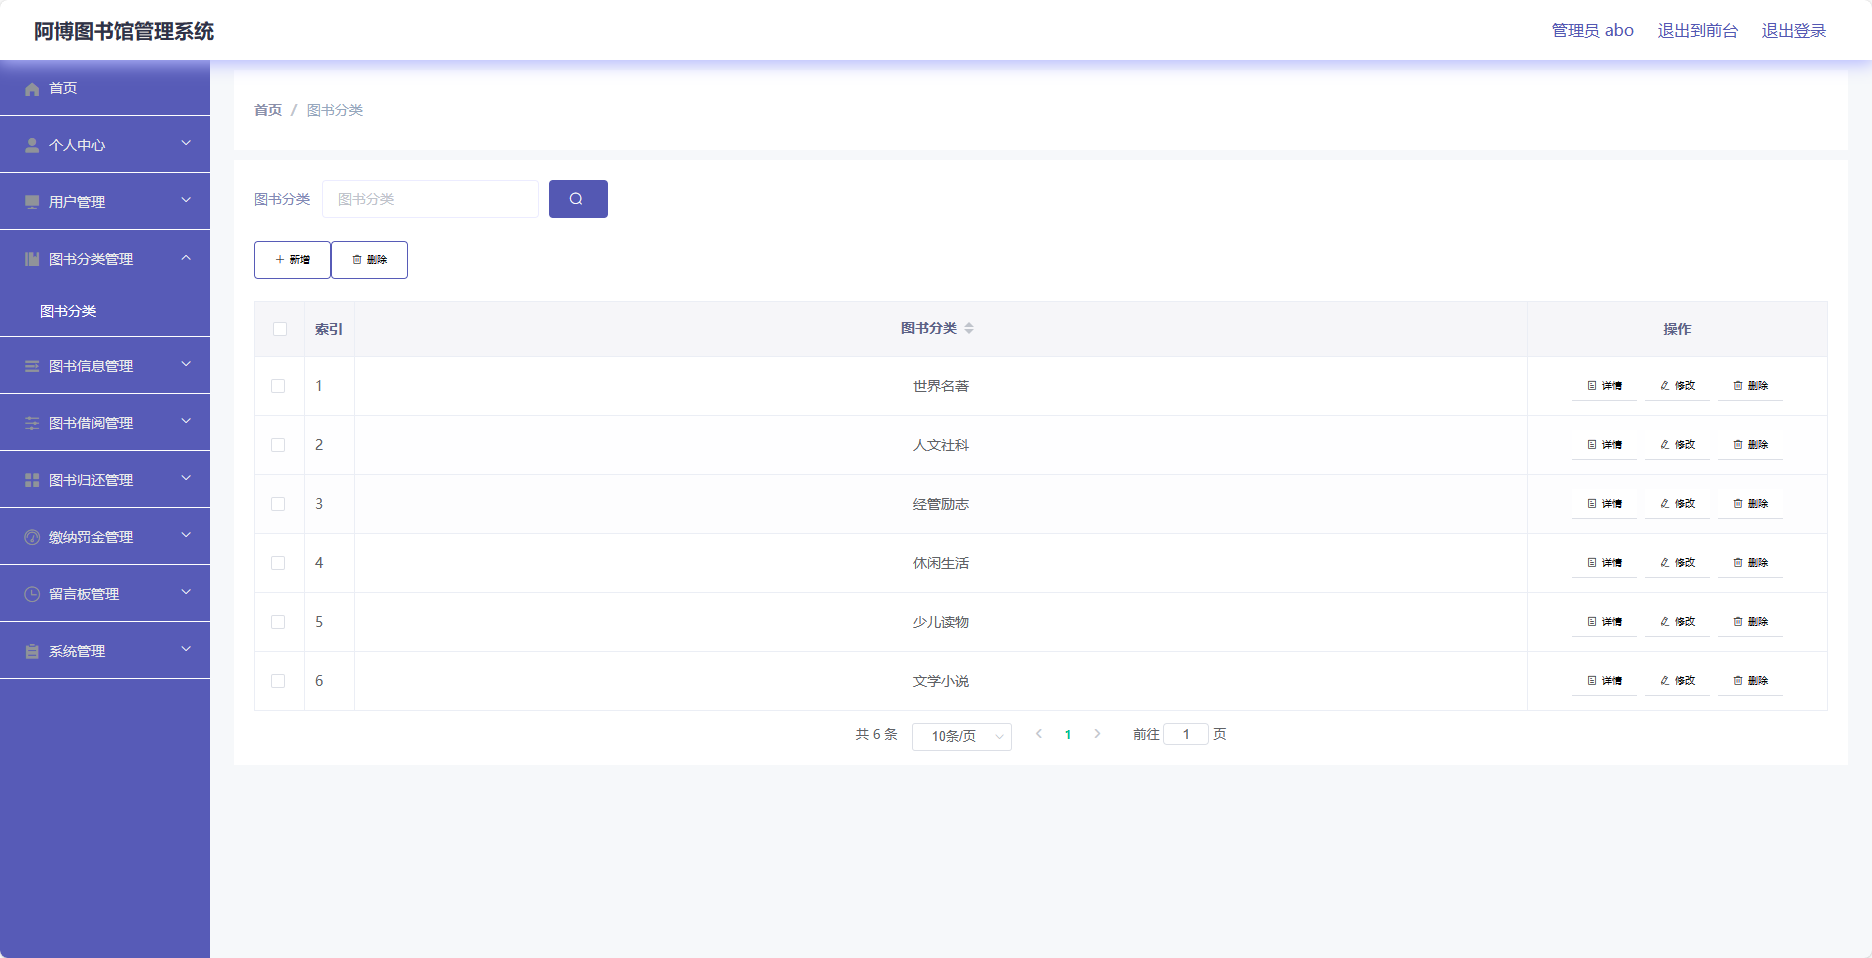 阿博图书馆管理系统
管理员 abo 退出到前台 退出登录
首页
个人中心
用户管理
图书分类管理
图书分类
图书信息管理
图书借阅管理
图书归还管理
缴纳罚金管理
留言板管理
系统管理
首页 / 图书分类
图书分类 图书分类
新增 删除
索引 图书分类 操作
1 世界名著 详情 修改 删除
2 人文社科 详情 修改 删除
3 经管励志 详情 修改 删除
4 休闲生活 详情 修改 删除
5 少儿读物 详情 修改 删除
6 文学小说 详情 修改 删除
共 6 条 10条/页 1 前往 1 页